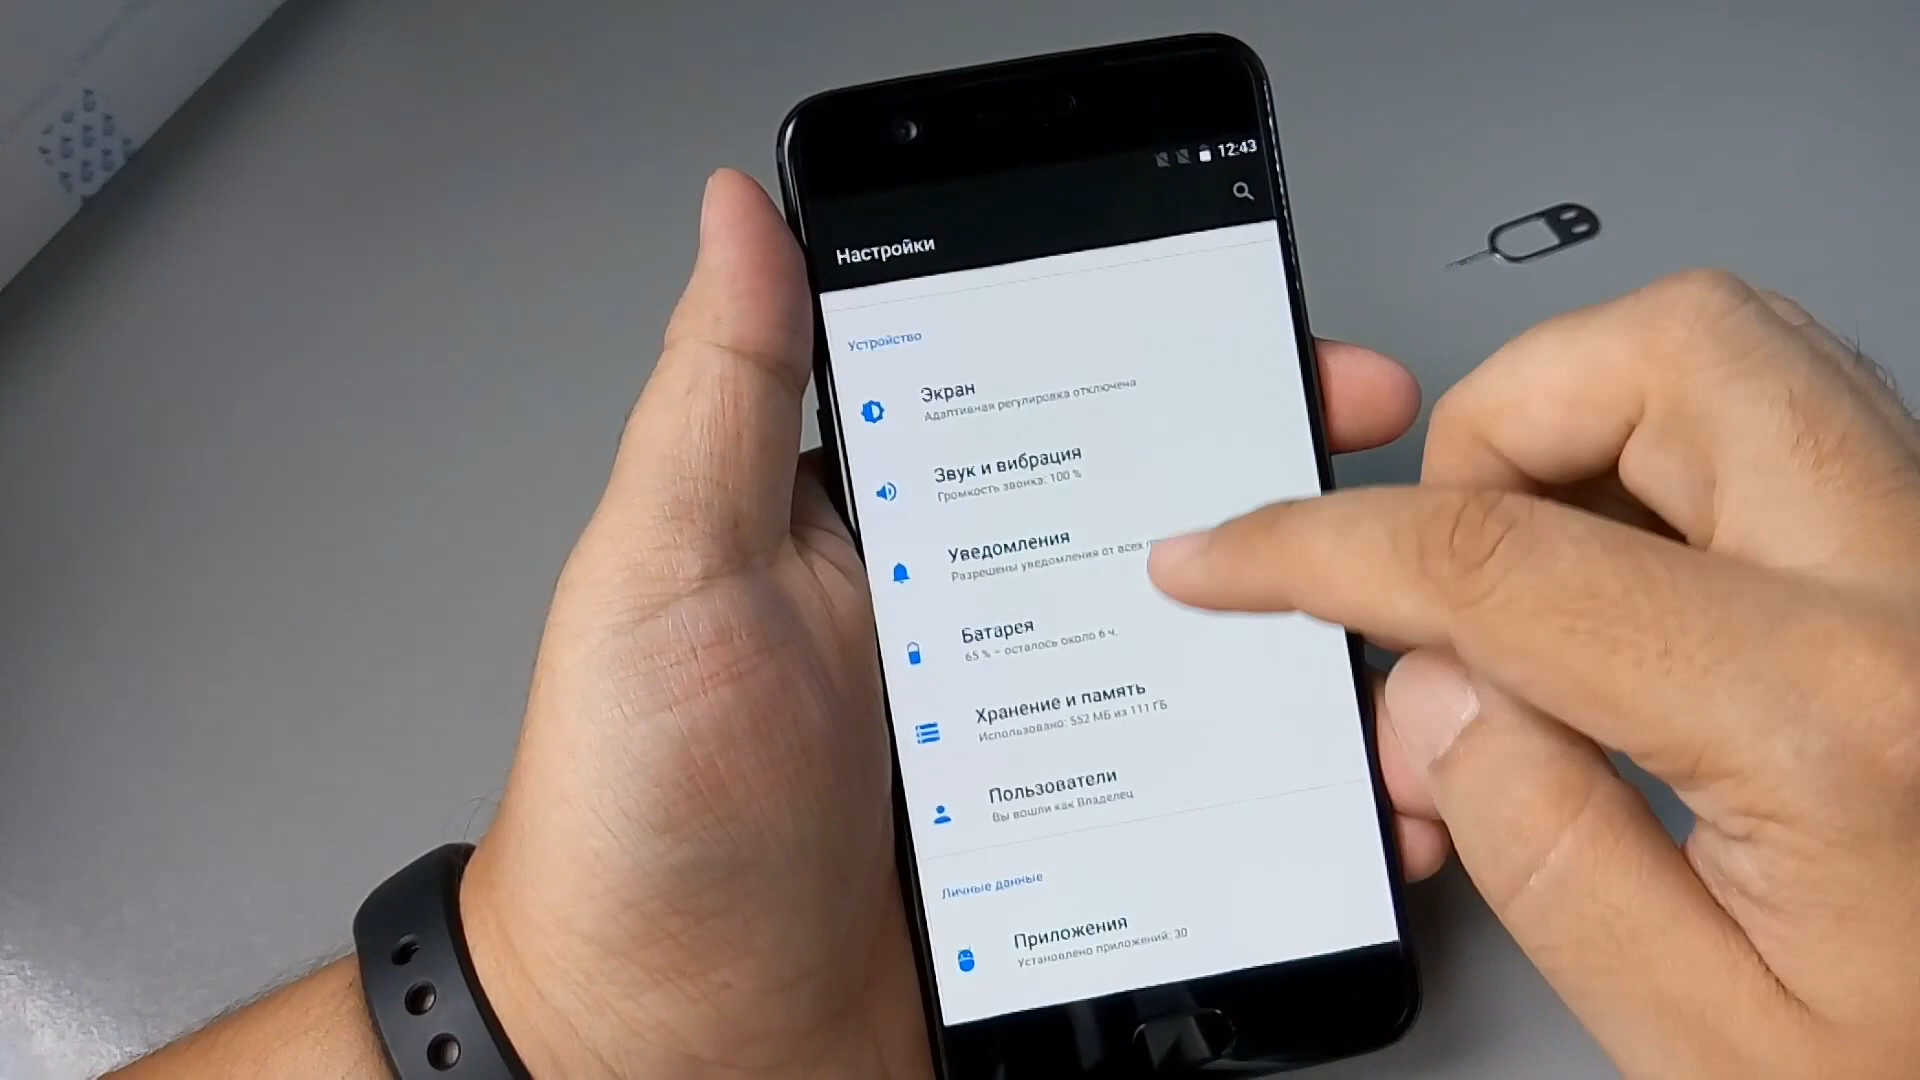 12:43
Настройки
Устройство
Экран
Адаптивная регулировка отключена
Звук и вибрация
Громкость звонка: 100 %
Уведомления
Разрешены уведомления от всех
Батарея
65 % – осталось около 6 ч.
Хранение и память
Использовано: 552 МБ из 111 ГБ
Пользователи
Вы вошли как Владелец
Личные данные
Приложения
Установлено приложений: 30